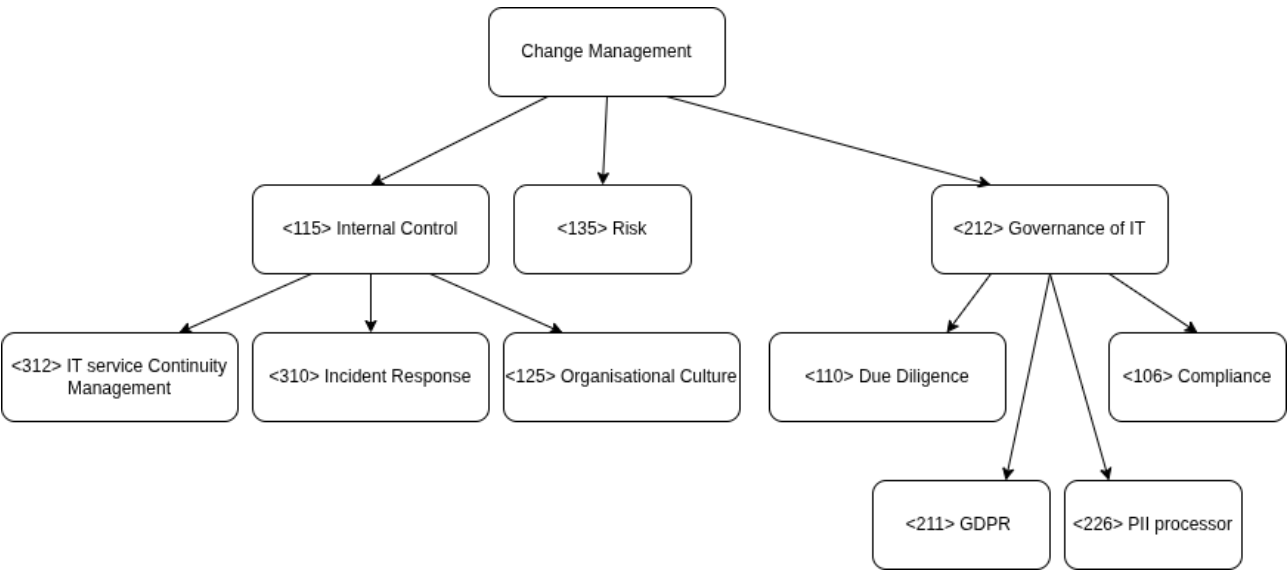 Change Management
<115> Internal Control
<135> Risk
<212> Governance of IT
<312> IT service Continuity
Management
<310> Incident Response
<125> Organisational Culture
<110> Due Diligence
<106> Compliance
<211> GDPR
<226> PII processor